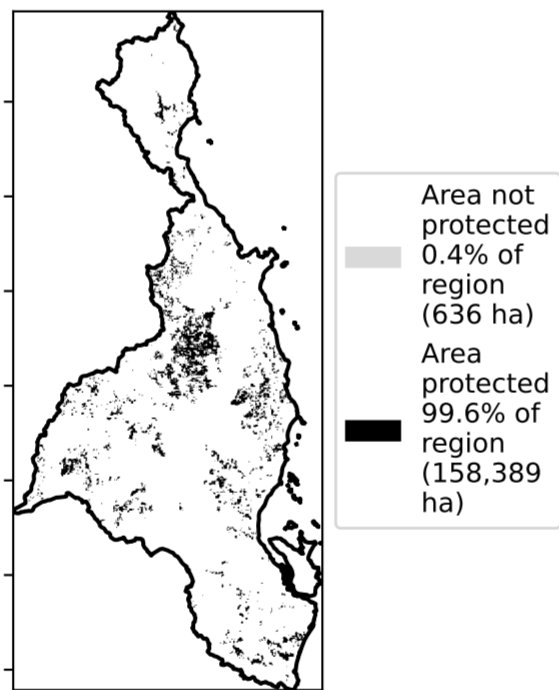 Area not
protected
0.4% of
region
(636 ha)
Area
protected
99.6% of
region
(158,389
ha)